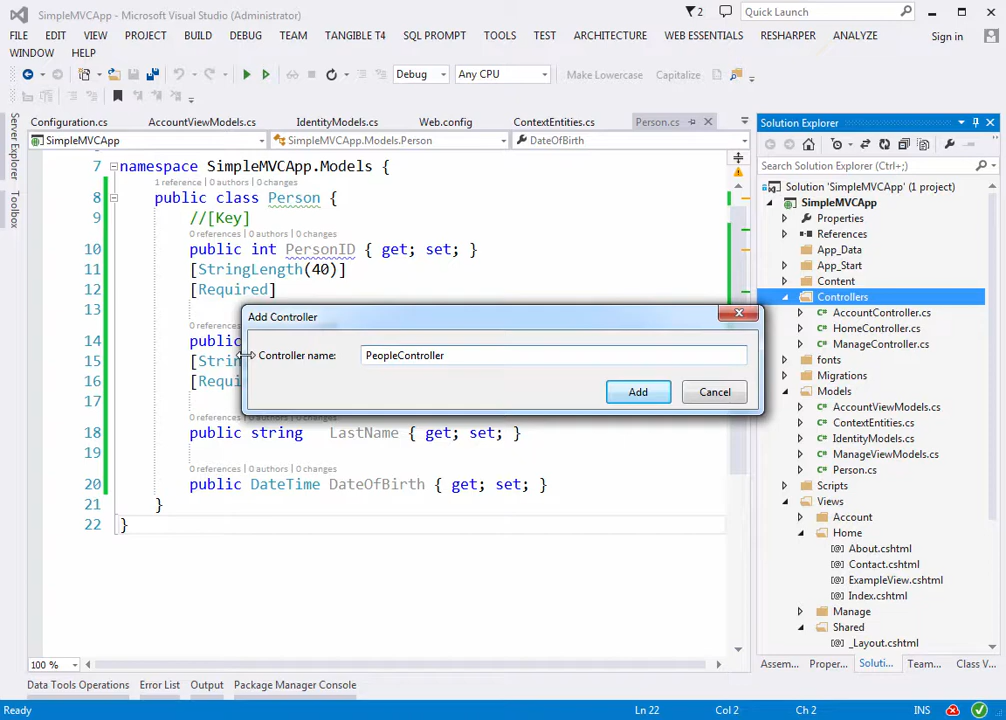 SimpleMVCApp - Microsoft Visual Studio (Administrator)
2
Quick Launch
FILE EDIT VIEW PROJECT BUILD DEBUG TEAM TANGIBLE T4 SQL PROMPT TOOLS TEST ARCHITECTURE WEB ESSENTIALS RESHARPER ANALYZE Sign in
WINDOW HELP
Debug Any CPU Make Lowercase Capitalize
Configuration.cs AccountViewModels.cs IdentityModels.cs Web.config ContextEntities.cs Person.cs
SimpleMVCApp SimpleMVCApp.Models.Person DateOfBirth
Server Explorer
Toolbox
7 namespace SimpleMVCApp.Models {
1 reference | 0 authors | 0 changes
8 public class Person {
9 //[Key]
0 references | 0 authors | 0 changes
10 public int PersonID { get; set; }
11 [StringLength(40)]
12 [Required]
13
0 references
14 public
15 [Strin
16 [Requi
17
0 references | 0 authors | 0 changes
18 public string LastName { get; set; }
19
0 references | 0 authors | 0 changes
20 public DateTime DateOfBirth { get; set; }
21 }
22 }
100 %
Add Controller
Controller name: PeopleController
Add Cancel
Solution Explorer
Search Solution Explorer (Ctrl+;)
Solution 'SimpleMVCApp' (1 project)
SimpleMVCApp
Properties
References
App_Data
App_Start
Content
Controllers
AccountController.cs
HomeController.cs
ManageController.cs
fonts
Migrations
Models
AccountViewModels.cs
ContextEntities.cs
IdentityModels.cs
ManageViewModels.cs
Person.cs
Scripts
Views
Account
Home
About.cshtml
Contact.cshtml
ExampleView.cshtml
Index.cshtml
Manage
Shared
_Layout.cshtml
Assem... Proper... Soluti... Team... Class V...
Data Tools Operations Error List Output Package Manager Console
Ready Ln 22 Col 2 Ch 2 INS